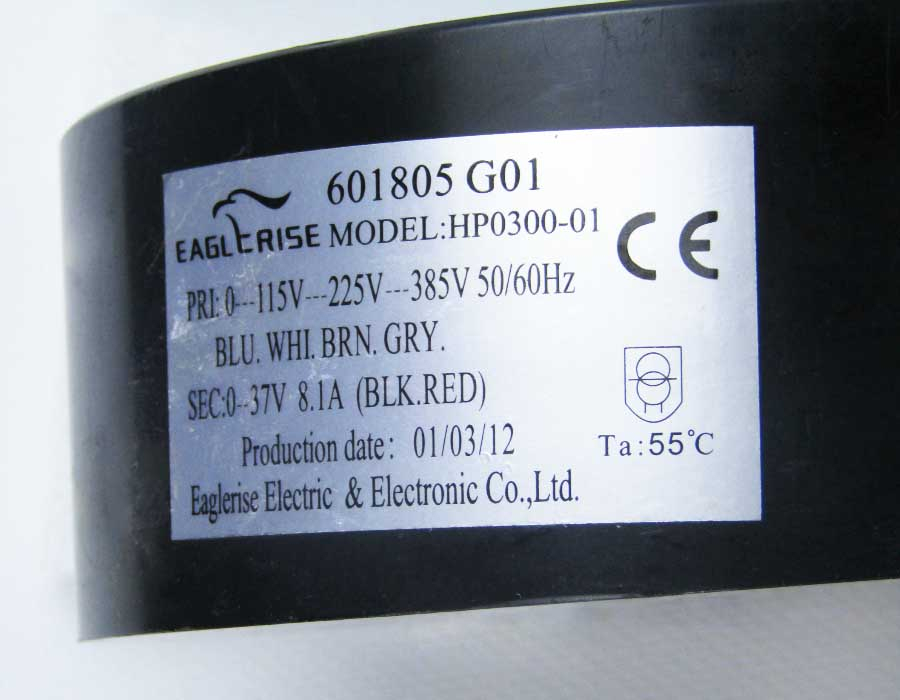 601805 G01
EAGLERISE MODEL:HP0300-01
CE
PRI: 0---115V---225V---385V 50/60Hz
BLU. WHI. BRN. GRY.
SEC:0--37V 8.1A (BLK.RED)
Production date: 01/03/12
Ta:55°C
Eaglerise Electric & Electronic Co.,Ltd.